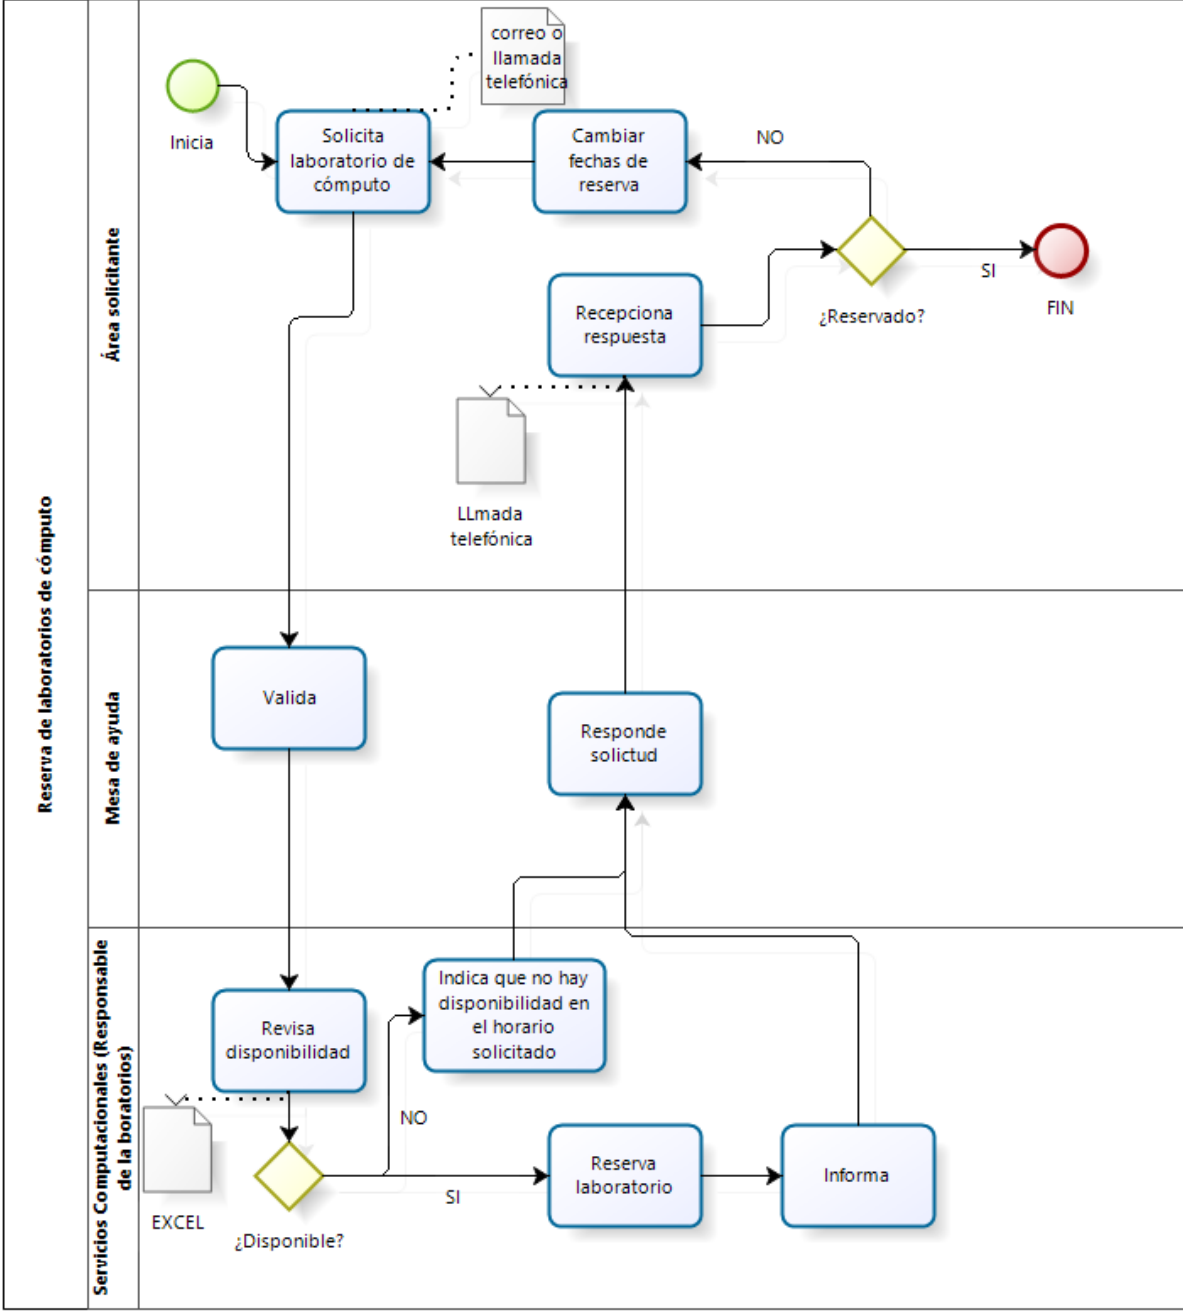 Reserva de laboratorios de cómputo
Área solicitante
Inicia
Solicita
laboratorio de
cómputo
correo o
llamada
telefónica
Cambiar
fechas de
reserva
NO
Recepciona
respuesta
¿Reservado?
SI
FIN
LLmada
telefónica
Mesa de ayuda
Valida
Responde
solictud
Servicios Computacionales (Responsable
de la boratorios)
Revisa
disponibilidad
Indica que no hay
disponibilidad en
el horario
solicitado
NO
EXCEL
¿Disponible?
SI
Reserva
laboratorio
Informa